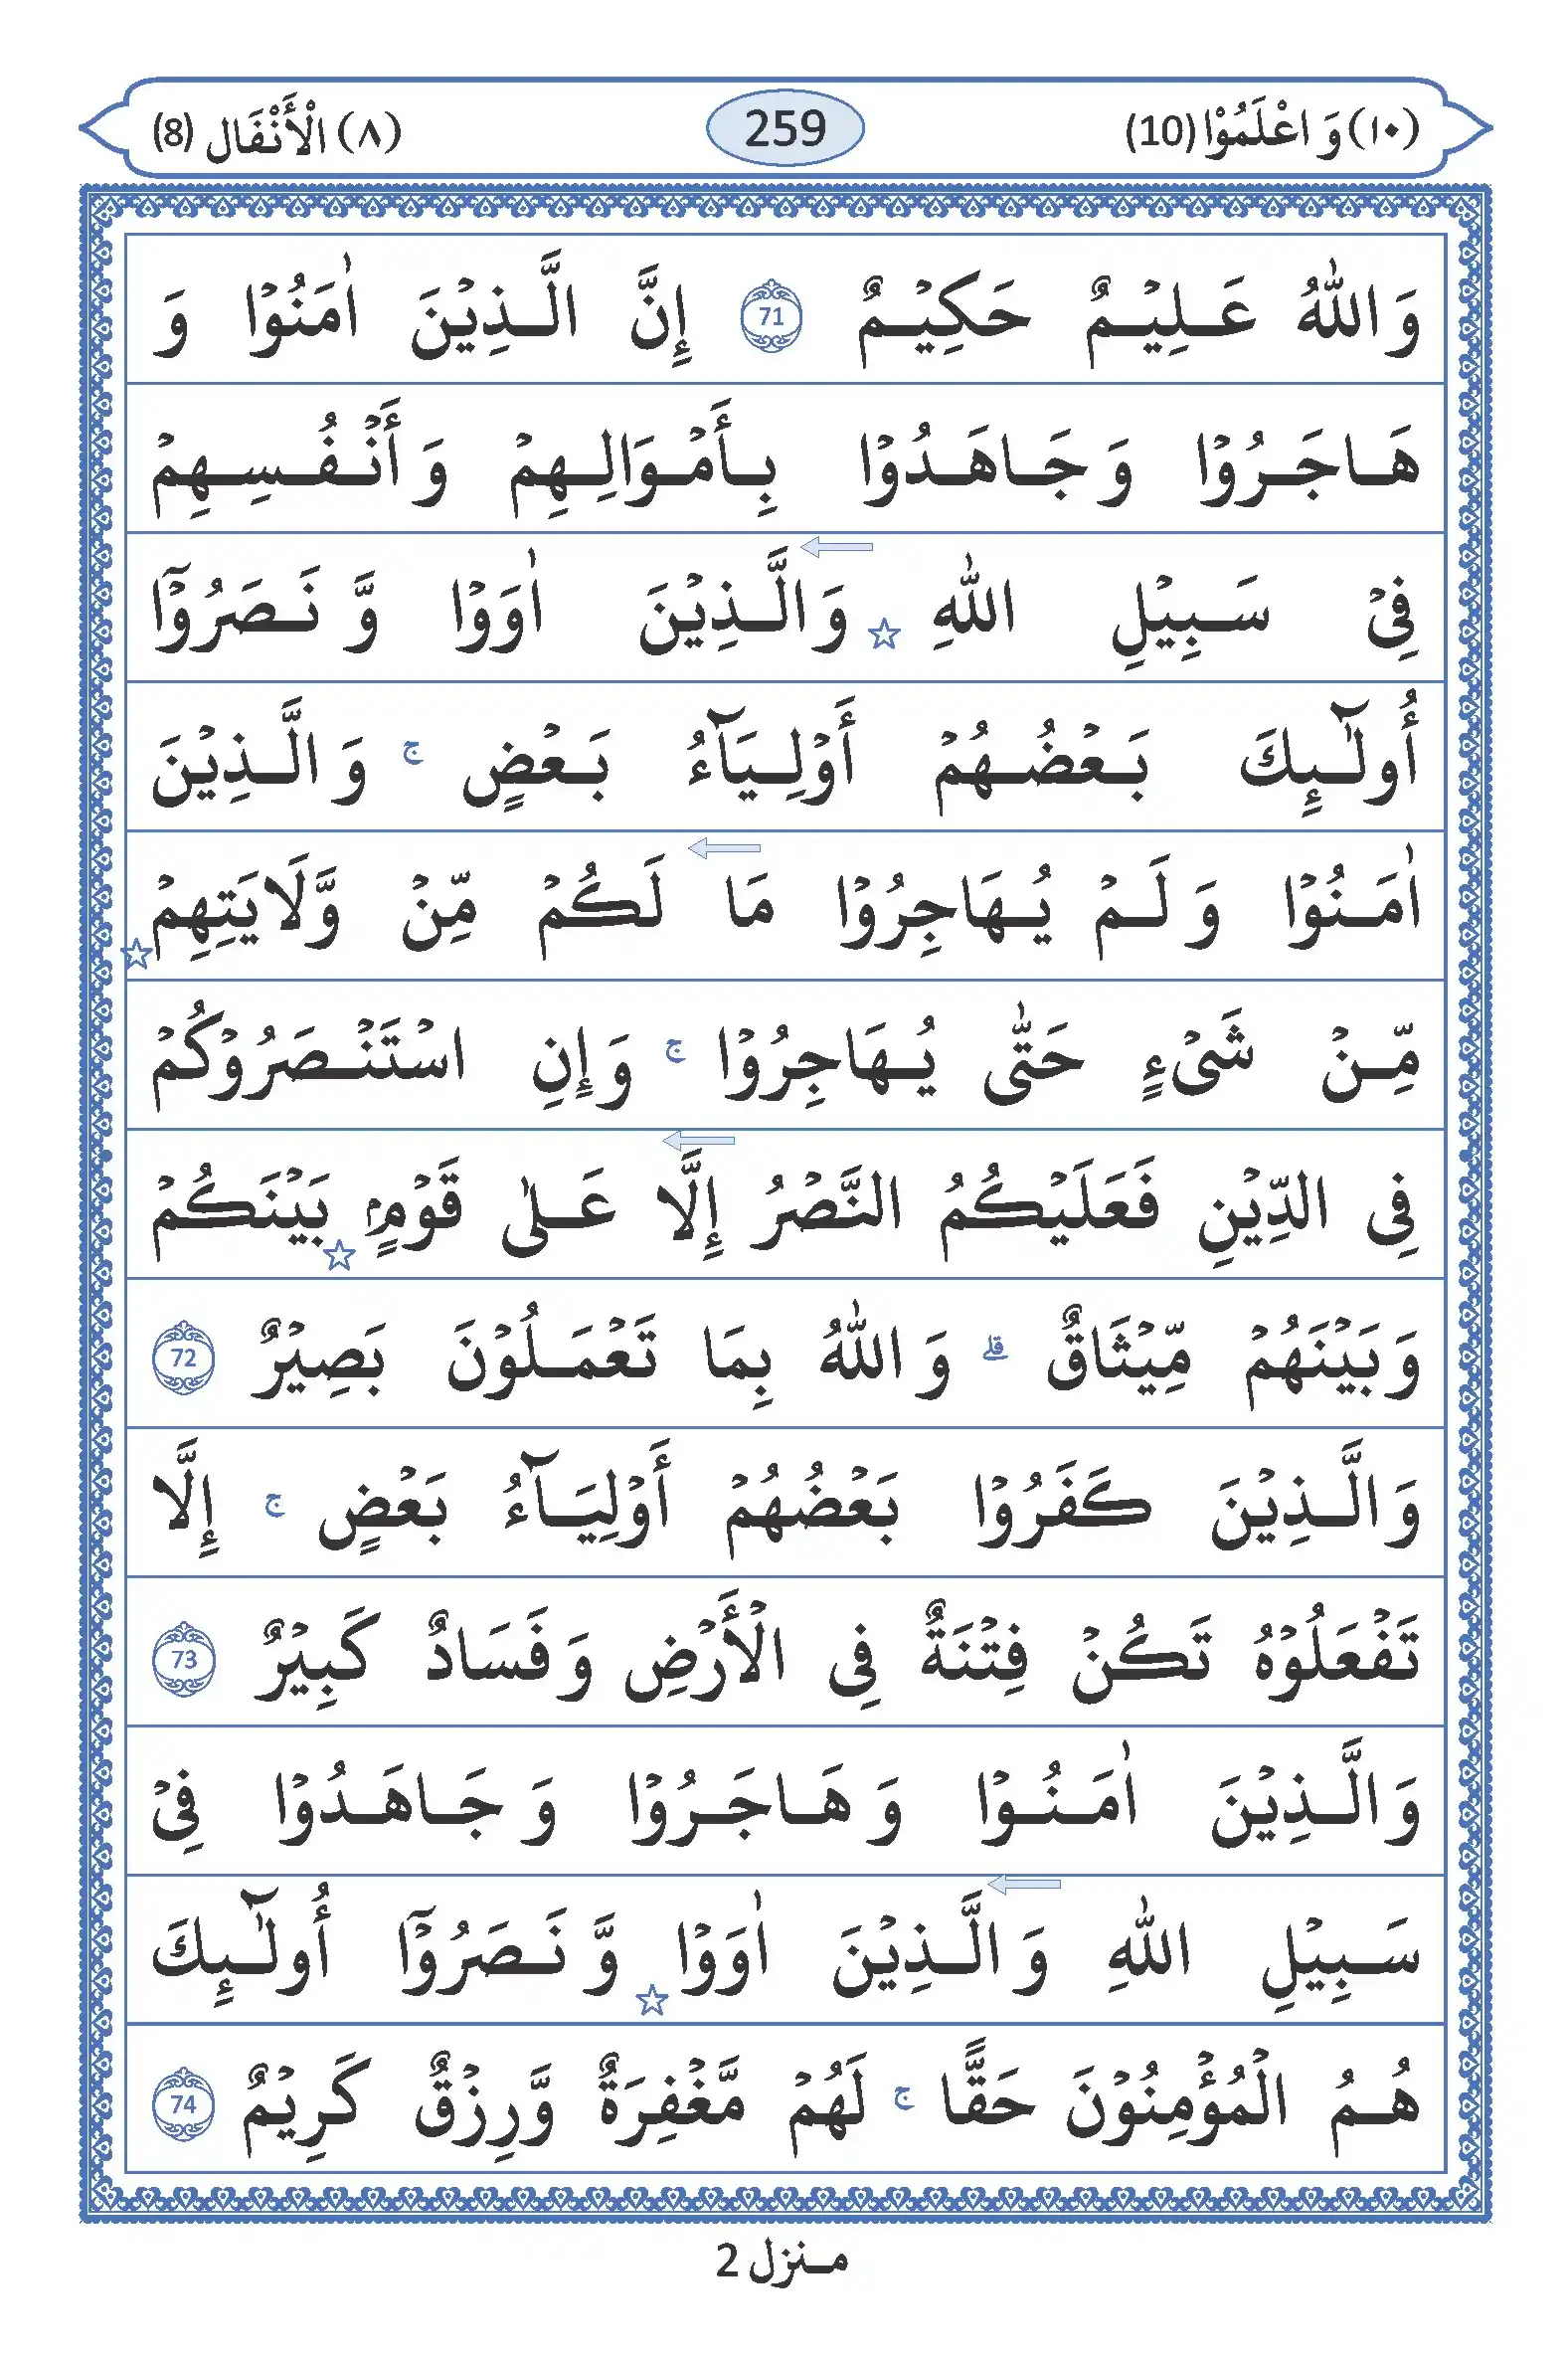 (١٠) وَ اعْلَمُوْا (10) 259 (٨) الْأَنْفَال (8)
وَ اللّٰهُ عَلِيْمٌ حَكِيْمٌ 71 إِنَّ الَّذِيْنَ اٰمَنُوْا وَ
هَاجَرُوْا وَ جَاهَدُوْا بِأَمْوَالِهِمْ وَ أَنْفُسِهِمْ
فِىْ سَبِيْلِ اللّٰهِ ☆ وَ الَّذِيْنَ اٰوَوْا وَّ نَصَرُوْٓا
أُولٰٓئِكَ بَعْضُهُمْ أَوْلِيَآءُ بَعْضٍ ج وَ الَّذِيْنَ
اٰمَنُوْا وَ لَمْ يُهَاجِرُوْا مَا لَكُمْ مِّنْ وَّلَايَتِهِمْ ☆
مِّنْ شَىْءٍ حَتّٰى يُهَاجِرُوْا ج وَ إِنِ اسْتَنْصَرُوْكُمْ
فِى الدِّيْنِ فَعَلَيْكُمُ النَّصْرُ إِلَّا عَلٰى قَوْمٍۢ ☆ بَيْنَكُمْ
وَ بَيْنَهُمْ مِّيْثَاقٌ قلے وَ اللّٰهُ بِمَا تَعْمَلُوْنَ بَصِيْرٌ 72
وَ الَّذِيْنَ كَفَرُوْا بَعْضُهُمْ أَوْلِيَآءُ بَعْضٍ ج إِلَّا
تَفْعَلُوْهُ تَكُنْ فِتْنَةٌ فِى الْأَرْضِ وَ فَسَادٌ كَبِيْرٌ 73
وَ الَّذِيْنَ اٰمَنُوْا وَ هَاجَرُوْا وَ جَاهَدُوْا فِىْ
سَبِيْلِ اللّٰهِ وَ الَّذِيْنَ اٰوَوْا ☆ وَّ نَصَرُوْٓا أُولٰٓئِكَ
هُمُ الْمُؤْمِنُوْنَ حَقًّا ج لَهُمْ مَّغْفِرَةٌ وَّرِزْقٌ كَرِيْمٌ 74
منزل 2